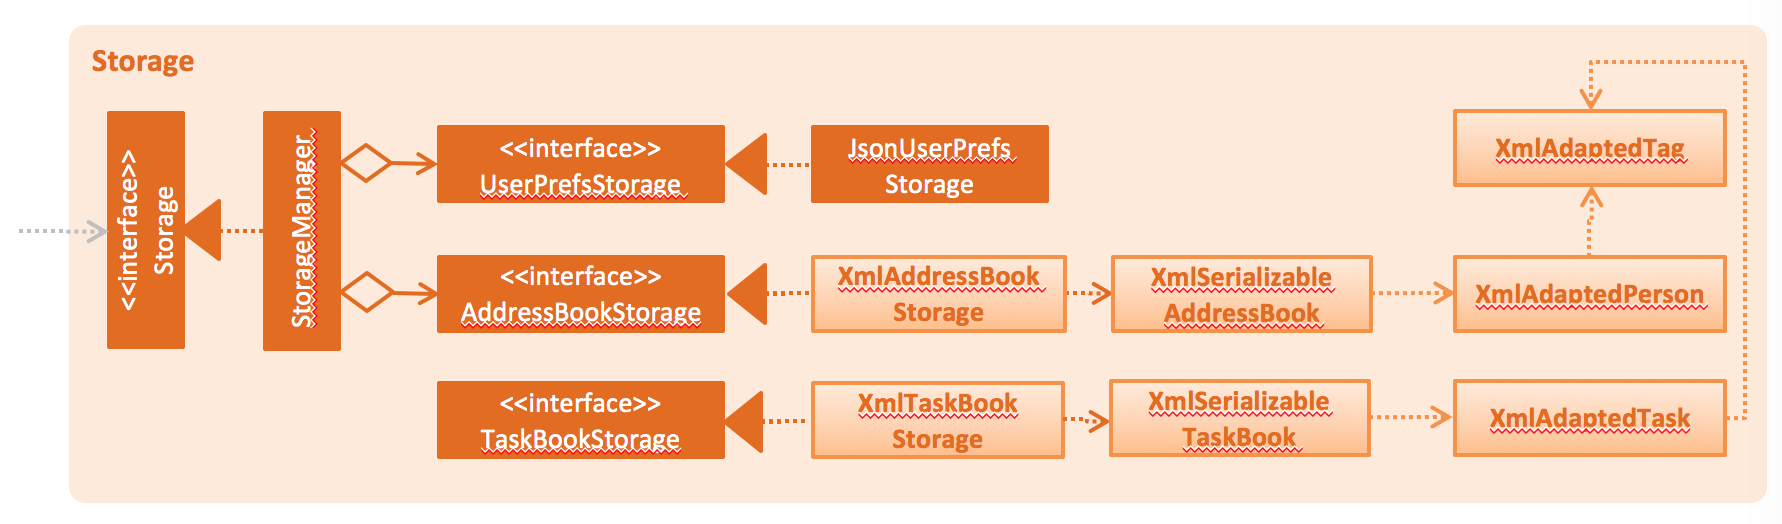 Storage
<<interface>>
Storage
StorageManager
<<interface>>
UserPrefsStorage
JsonUserPrefs
Storage
XmlAdaptedTag
<<interface>>
AddressBookStorage
XmlAddressBook
Storage
XmlSerializable
AddressBook
XmlAdaptedPerson
<<interface>>
TaskBookStorage
XmlTaskBook
Storage
XmlSerializable
TaskBook
XmlAdaptedTask